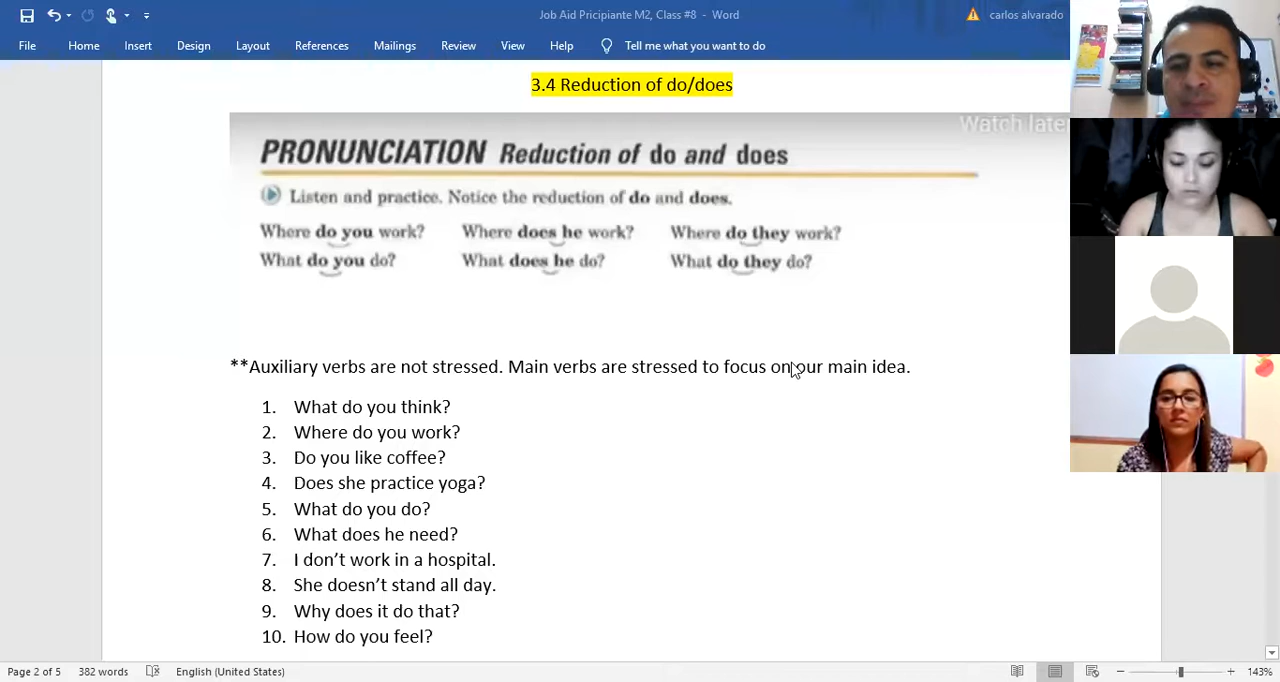 Job Aid Pricipiante M2, Class #8 - Word
carlos alvarado
File Home Insert Design Layout References Mailings Review View Help Tell me what you want to do
3.4 Reduction of do/does
Watch later
PRONUNCIATION Reduction of do and does
Listen and practice. Notice the reduction of do and does.
Where do you work? Where does he work? Where do they work?
What do you do? What does he do? What do they do?
**Auxiliary verbs are not stressed. Main verbs are stressed to focus on our main idea.
1. What do you think?
2. Where do you work?
3. Do you like coffee?
4. Does she practice yoga?
5. What do you do?
6. What does he need?
7. I don’t work in a hospital.
8. She doesn’t stand all day.
9. Why does it do that?
10. How do you feel?
Page 2 of 5 382 words English (United States) 143%